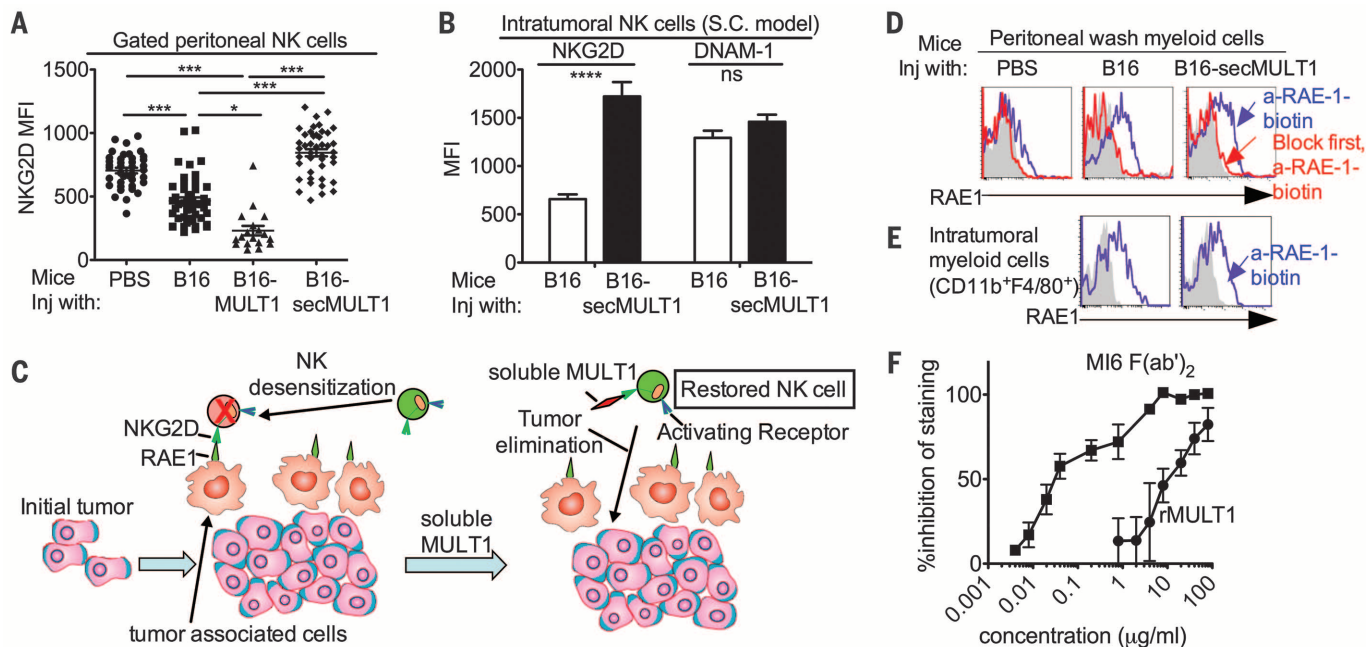 A
Gated peritoneal NK cells
NKG2D MFI
1500
1000
500
0
***
***
***
***
*
Mice
Inj with:
PBS
B16
B16-
MULT1
B16-
secMULT1
B
Intratumoral NK cells (S.C. model)
NKG2D
DNAM-1
****
ns
MFI
2000
1500
1000
500
0
Mice
Inj with:
B16
B16-
secMULT1
B16
B16-
secMULT1
C
NK
desensitization
NKG2D
RAE1
Initial tumor
tumor associated cells
soluble
MULT1
soluble MULT1
Restored NK cell
Tumor
elimination
Activating Receptor
D
Mice
Inj with:
Peritoneal wash myeloid cells
PBS
B16
B16-secMULT1
a-RAE-1-
biotin
Block first,
a-RAE-1-
biotin
RAE1
E
Intratumoral
myeloid cells
(CD11b+F4/80+)
a-RAE-1-
biotin
RAE1
F
MI6 F(ab')2
rMULT1
%inhibition of staining
100
50
0
0.001
0.01
0.1
1
10
100
concentration (µg/ml)